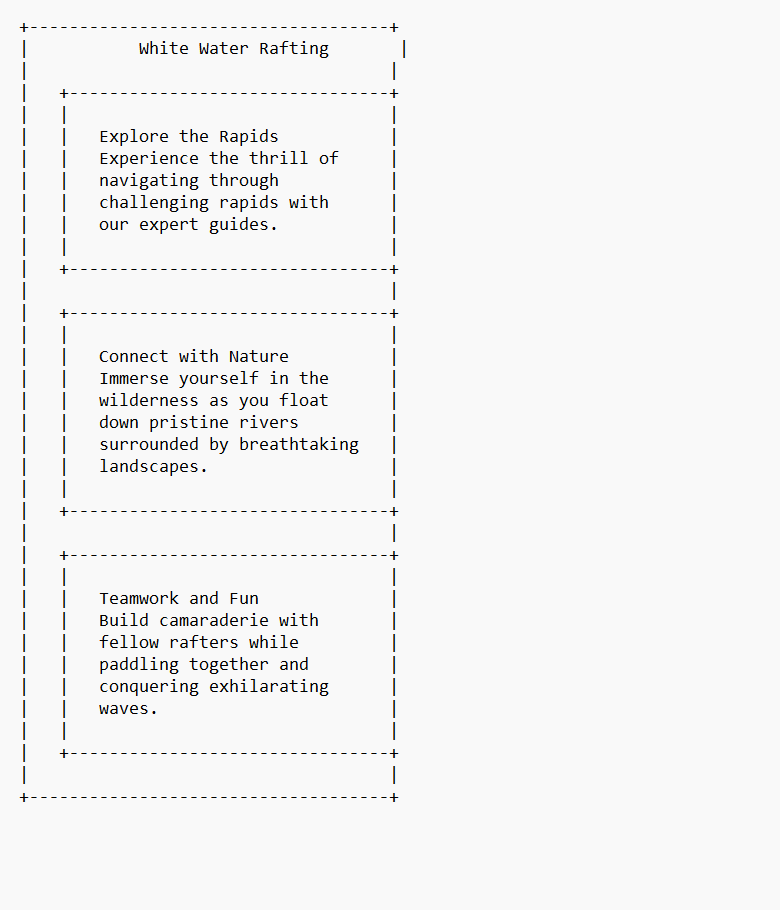 White Water Rafting
Explore the Rapids
Experience the thrill of
navigating through
challenging rapids with
our expert guides.
Connect with Nature
Immerse yourself in the
wilderness as you float
down pristine rivers
surrounded by breathtaking
landscapes.
Teamwork and Fun
Build camaraderie with
fellow rafters while
paddling together and
conquering exhilarating
waves.